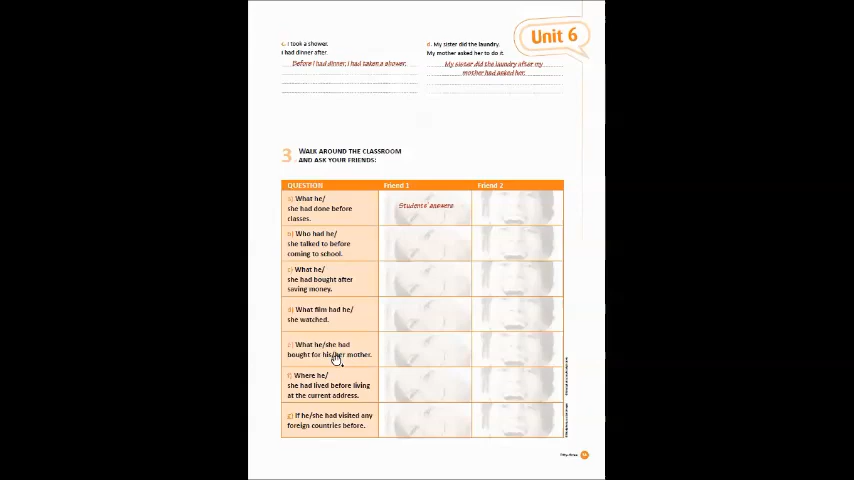 Unit 6
c. I took a shower.
I had dinner after.
Before I had dinner, I had taken a shower.
d. My sister did the laundry.
My mother asked her to do it.
My sister did the laundry after my
mother had asked her.
3 WALK AROUND THE CLASSROOM
AND ASK YOUR FRIENDS:
QUESTION Friend 1 Friend 2
a) What he/
she had done before
classes.
Students' answers
b) Who had he/
she talked to before
coming to school.
c) What he/
she had bought after
saving money.
d) What film had he/
she watched.
e) What he/she had
bought for his/her mother.
f) Where he/
she had lived before living
at the current address.
g) If he/she had visited any
foreign countries before.